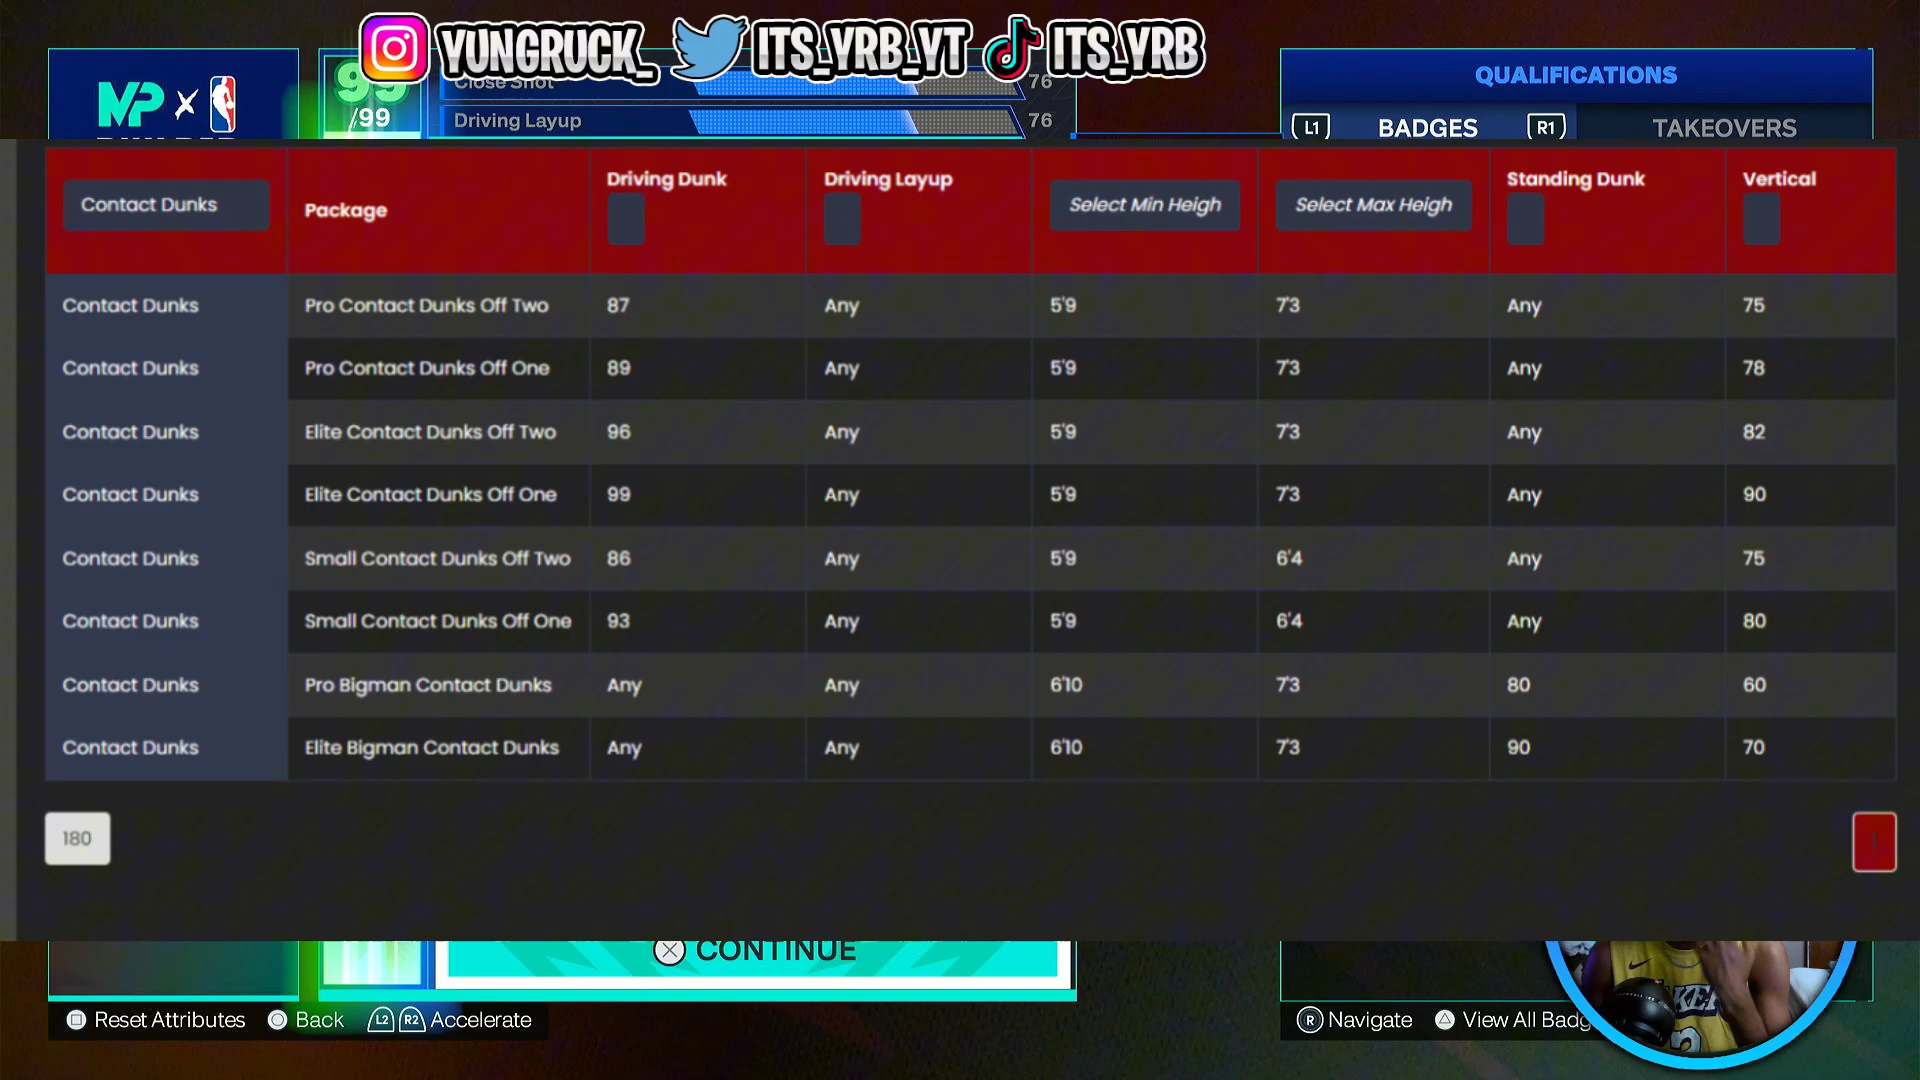 YUNGRUCK_ ITS_YRB_YT ITS_YRB
MP X
99
/99
Close Shot 76
Driving Layup 76
QUALIFICATIONS
L1 BADGES R1 TAKEOVERS
Contact Dunks Package Driving Dunk Driving Layup Select Min Heigh Select Max Heigh Standing Dunk Vertical
Contact Dunks Pro Contact Dunks Off Two 87 Any 5'9 7'3 Any 75
Contact Dunks Pro Contact Dunks Off One 89 Any 5'9 7'3 Any 78
Contact Dunks Elite Contact Dunks Off Two 96 Any 5'9 7'3 Any 82
Contact Dunks Elite Contact Dunks Off One 99 Any 5'9 7'3 Any 90
Contact Dunks Small Contact Dunks Off Two 86 Any 5'9 6'4 Any 75
Contact Dunks Small Contact Dunks Off One 93 Any 5'9 6'4 Any 80
Contact Dunks Pro Bigman Contact Dunks Any Any 6'10 7'3 80 60
Contact Dunks Elite Bigman Contact Dunks Any Any 6'10 7'3 90 70
180
CONTINUE
Reset Attributes Back L2 R2 Accelerate
R Navigate View All Badg